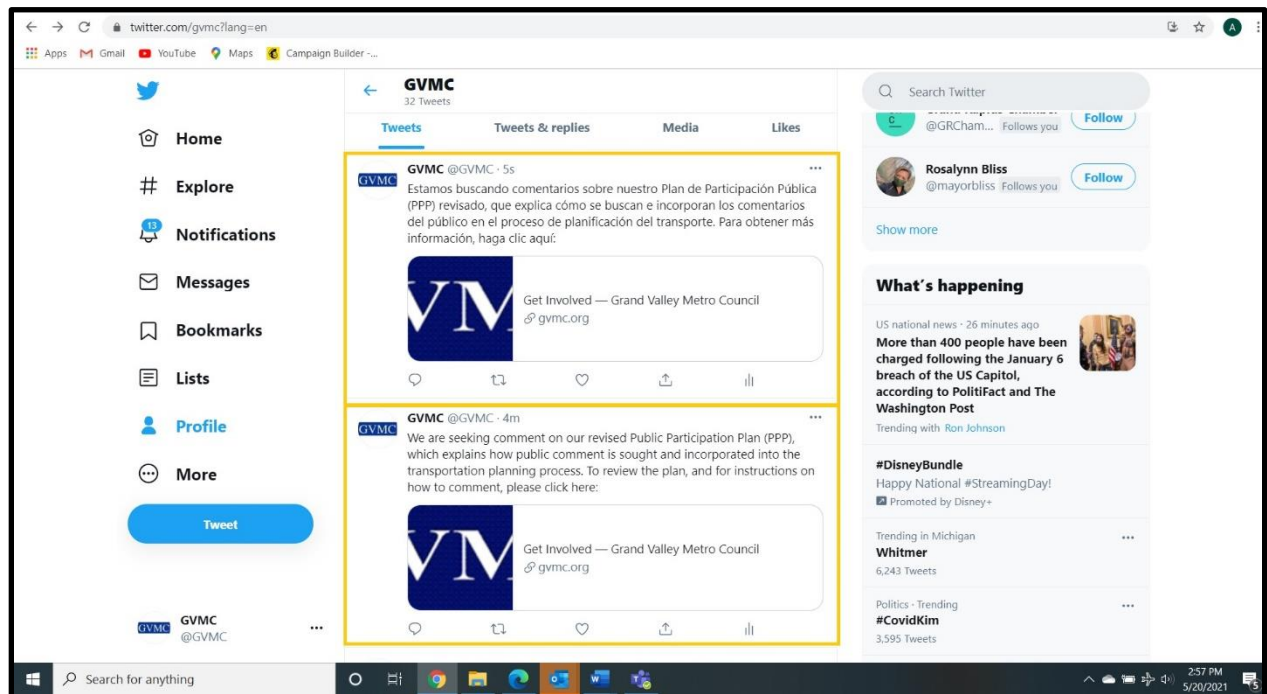 twitter.com/gvmc?lang=en
A
Apps Gmail YouTube Maps Campaign Builder -...
Home
Explore
13
Notifications
Messages
Bookmarks
Lists
Profile
More
Tweet
GVMC
GVMC
@GVMC
GVMC
32 Tweets
Tweets Tweets & replies Media Likes
GVMC
GVMC @GVMC · 5s
Estamos buscando comentarios sobre nuestro Plan de Participación Pública
(PPP) revisado, que explica cómo se buscan e incorporan los comentarios
del público en el proceso de planificación del transporte. Para obtener más
información, haga clic aquí:
VM
Get Involved — Grand Valley Metro Council
gvmc.org
GVMC
GVMC @GVMC · 4m
We are seeking comment on our revised Public Participation Plan (PPP),
which explains how public comment is sought and incorporated into the
transportation planning process. To review the plan, and for instructions on
how to comment, please click here:
VM
Get Involved — Grand Valley Metro Council
gvmc.org
Search Twitter
@GRCham... Follows you
Follow
Rosalynn Bliss
@mayorbliss Follows you
Follow
Show more
What's happening
US national news · 26 minutes ago
More than 400 people have been
charged following the January 6
breach of the US Capitol,
according to PolitiFact and The
Washington Post
Trending with Ron Johnson
#DisneyBundle
Happy National #StreamingDay!
Promoted by Disney+
Trending in Michigan
Whitmer
6,243 Tweets
Politics · Trending
#CovidKim
3,595 Tweets
Search for anything
2:57 PM
5/20/2021
5